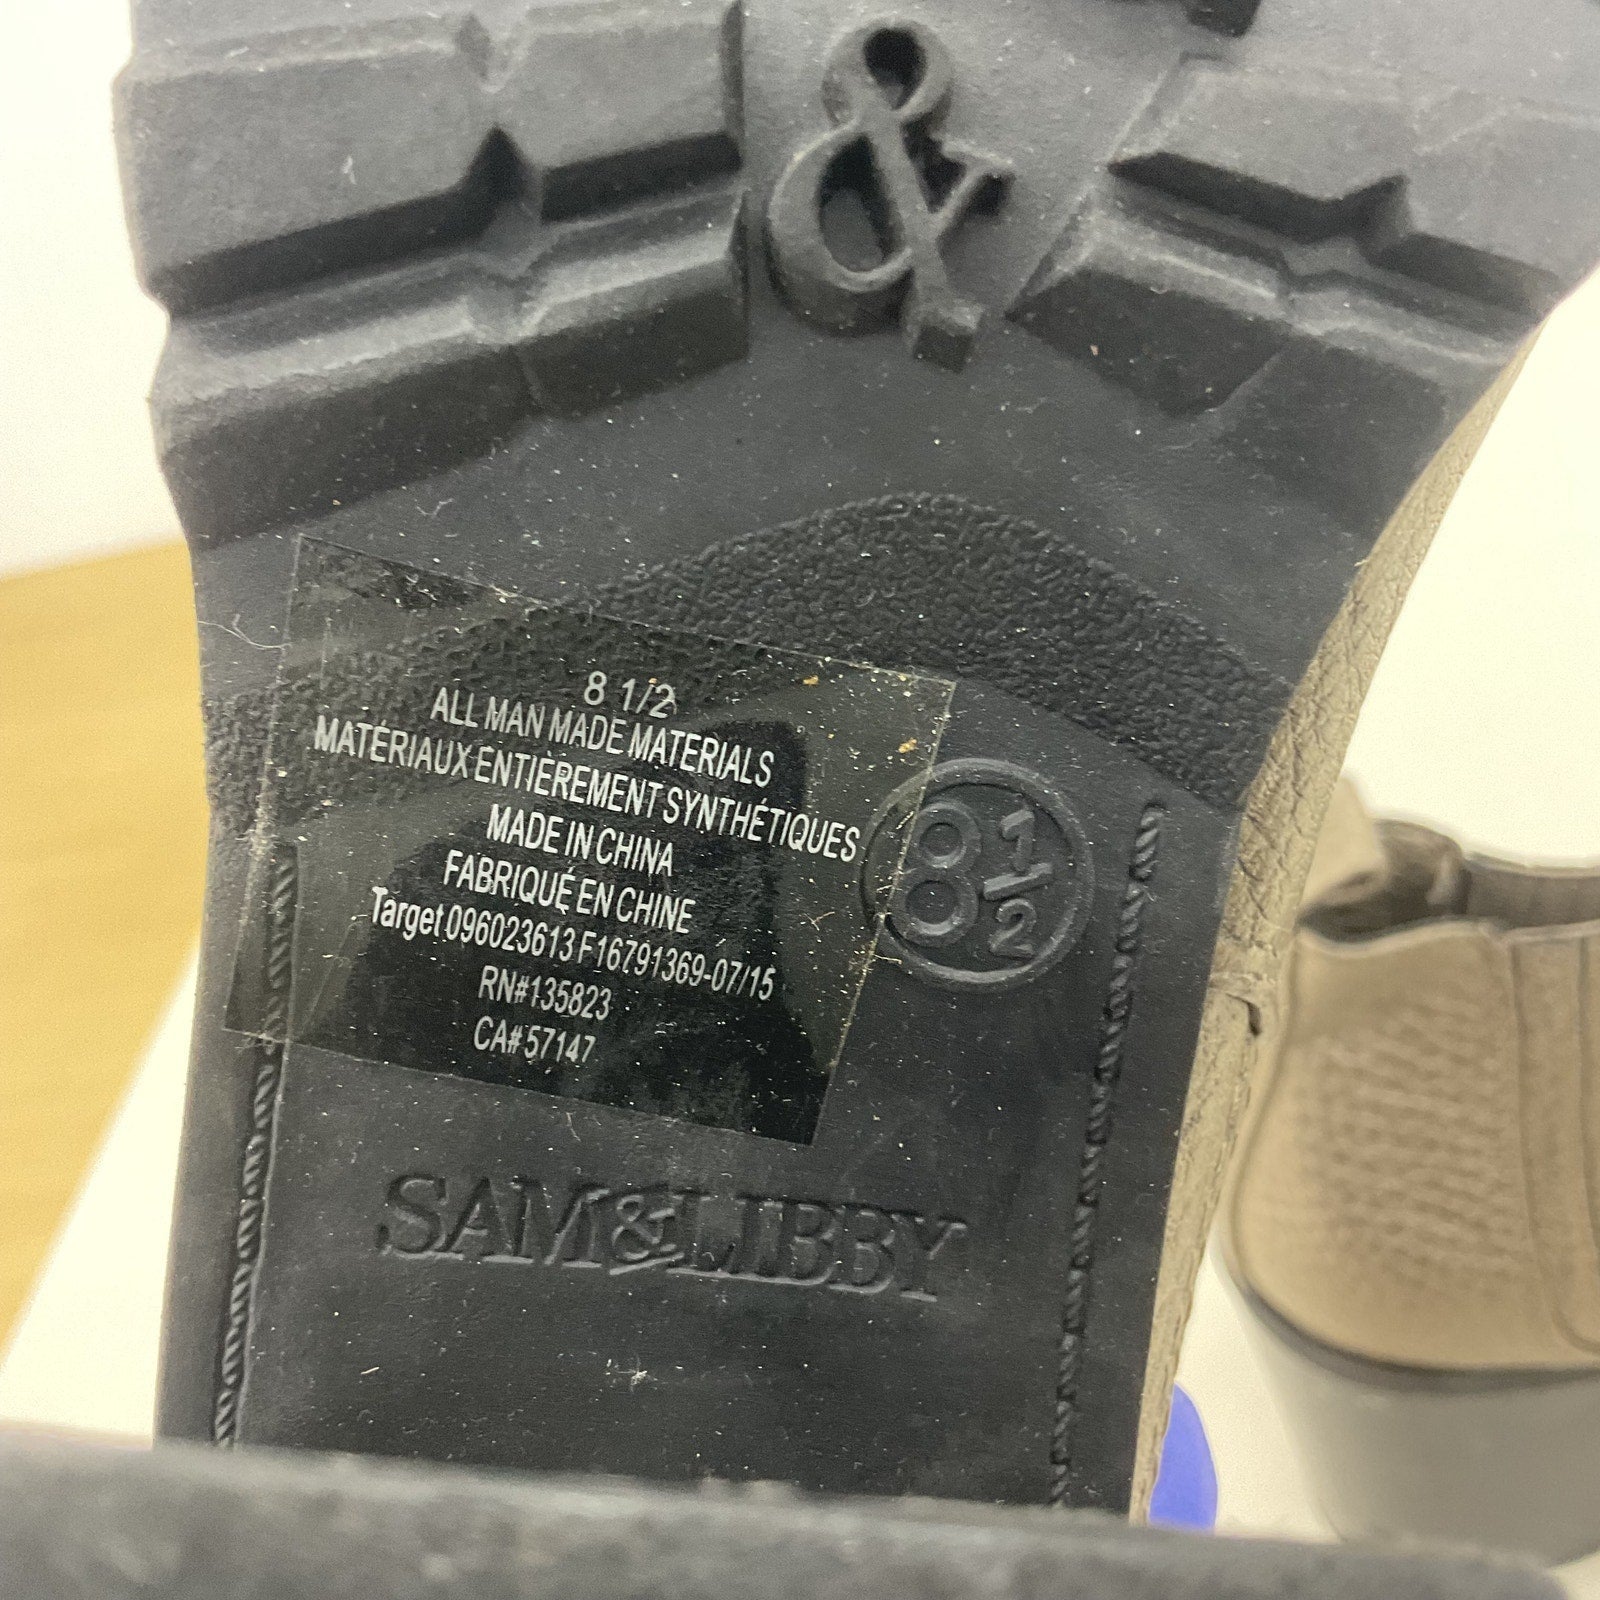 &
8 1/2
ALL MAN MADE MATERIALS
MATÉRIAUX ENTIÈREMENT SYNTHÉTIQUES
MADE IN CHINA
FABRIQUÉ EN CHINE
Target 096023613 F16791369-07/15
RN#135823
CA#57147
8 1/2
SAM&LIBBY